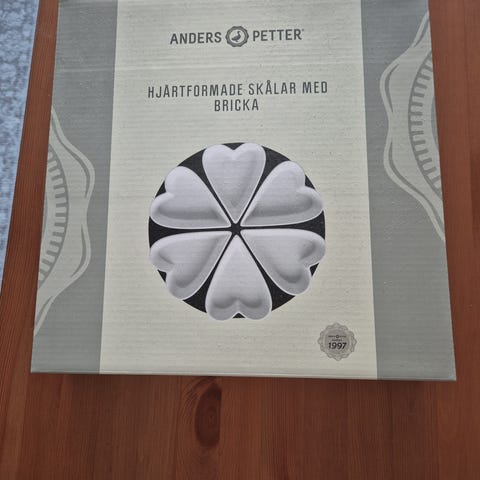 ANDERS PETTER
HJÄRTFORMADE SKÅLAR MED
BRICKA
1997